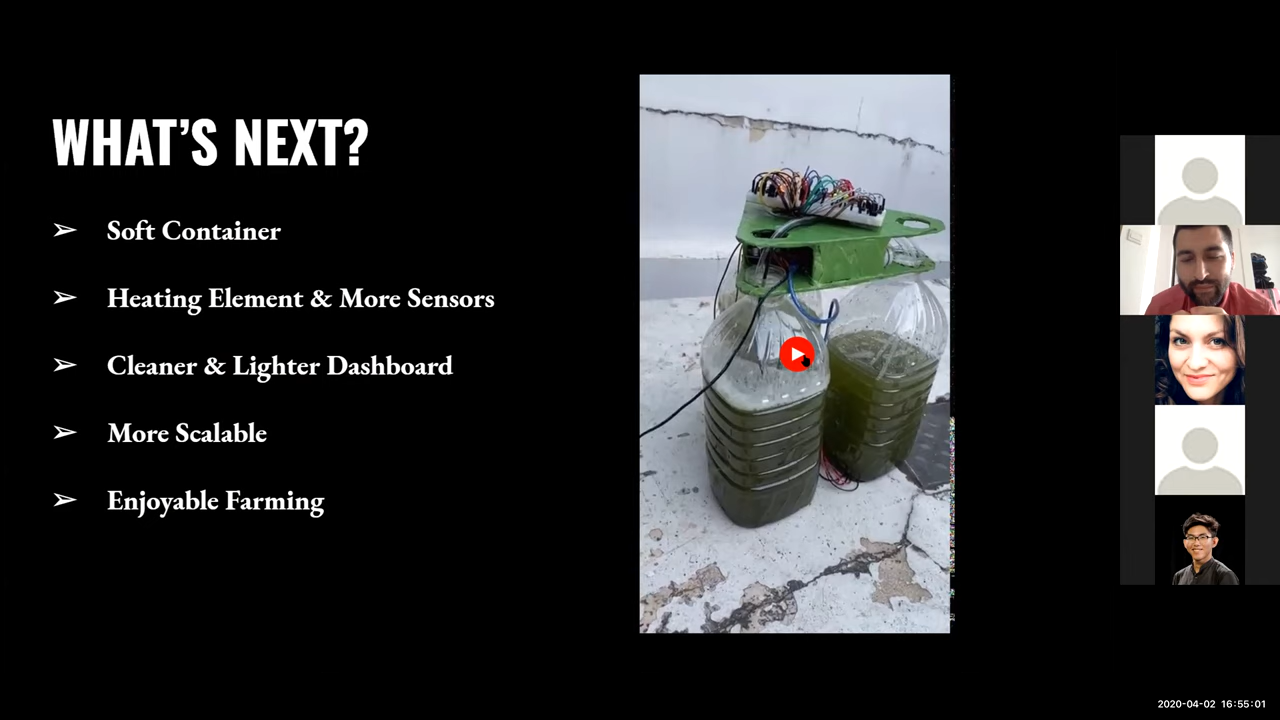 WHAT'S NEXT?
➢ Soft Container
➢ Heating Element & More Sensors
➢ Cleaner & Lighter Dashboard
➢ More Scalable
➢ Enjoyable Farming
2020-04-02 16:55:01